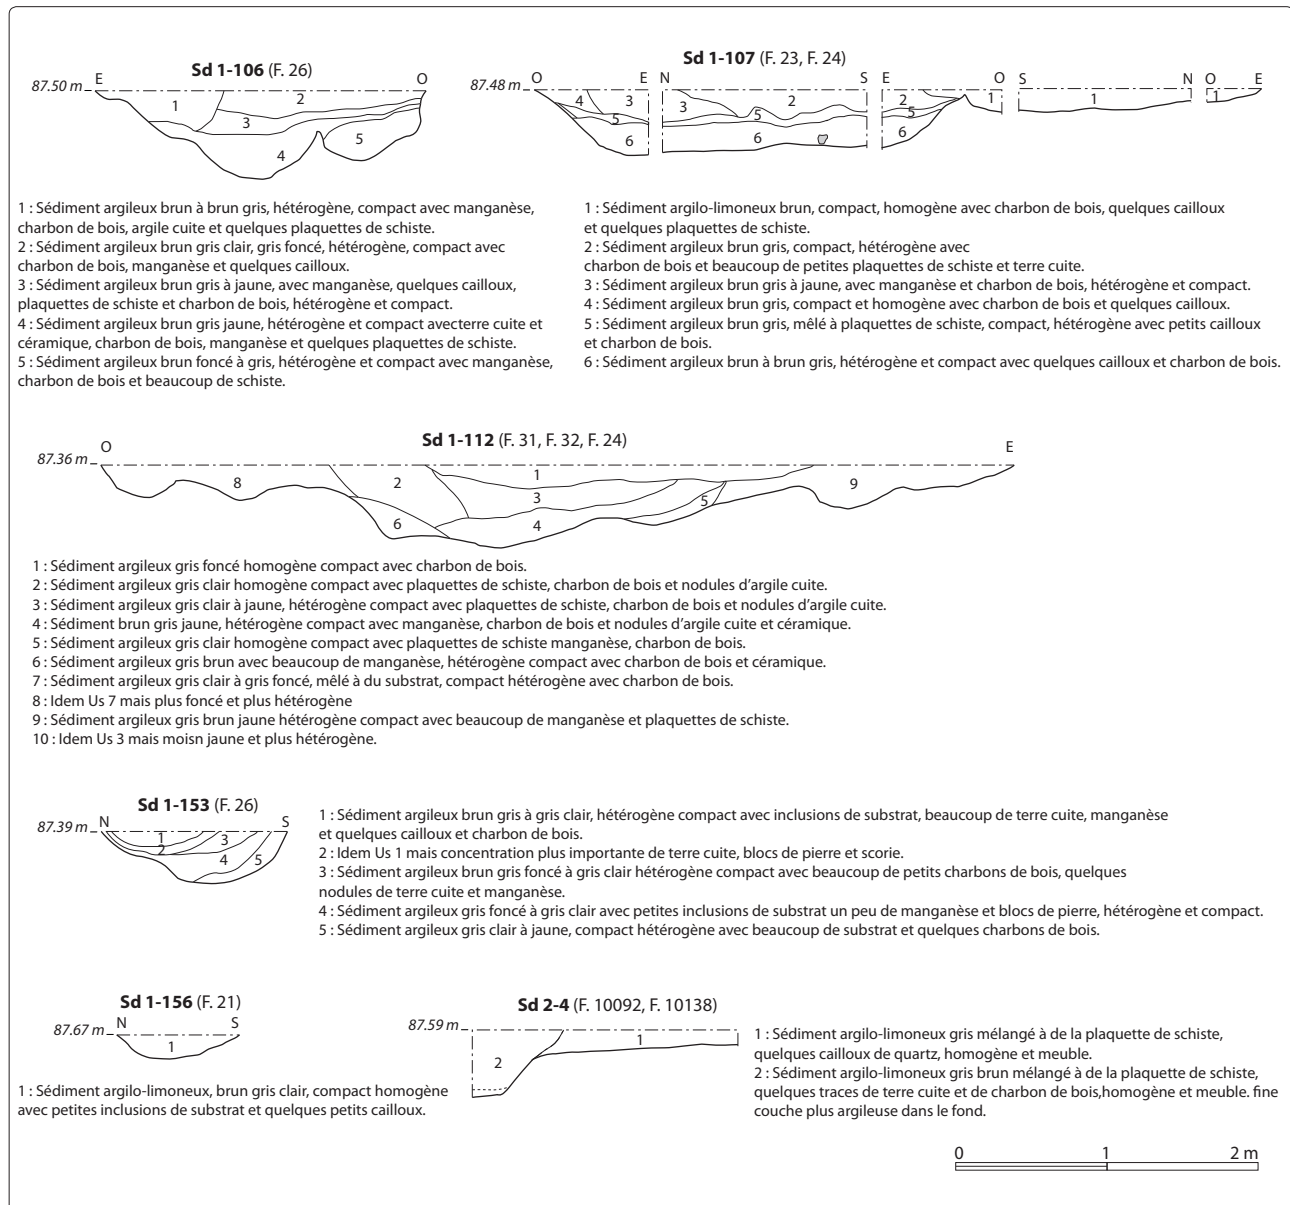 Sd 1-106 (F. 26)
87.50 m E O
1 2 3 4 5
1 : Sédiment argileux brun à brun gris, hétérogène, compact avec manganèse,
charbon de bois, argile cuite et quelques plaquettes de schiste.
2 : Sédiment argileux brun gris clair, gris foncé, hétérogène, compact avec
charbon de bois, manganèse et quelques cailloux.
3 : Sédiment argileux brun gris à jaune, avec manganèse, quelques cailloux,
plaquettes de schiste et charbon de bois, hétérogène et compact.
4 : Sédiment argileux brun gris jaune, hétérogène et compact avecterre cuite et
céramique, charbon de bois, manganèse et quelques plaquettes de schiste.
5 : Sédiment argileux brun foncé à gris, hétérogène et compact avec manganèse,
charbon de bois et beaucoup de schiste.
Sd 1-107 (F. 23, F. 24)
87.48 m O E N S E O S N O E
4 3 3 2 2 1 1 1
5 5 5
6 6 6
1 : Sédiment argilo-limoneux brun, compact, homogène avec charbon de bois, quelques cailloux
et quelques plaquettes de schiste.
2 : Sédiment argileux brun gris, compact, hétérogène avec
charbon de bois et beaucoup de petites plaquettes de schiste et terre cuite.
3 : Sédiment argileux brun gris à jaune, avec manganèse et charbon de bois, hétérogène et compact.
4 : Sédiment argileux brun gris, compact et homogène avec charbon de bois et quelques cailloux.
5 : Sédiment argileux brun gris, mêlé à plaquettes de schiste, compact, hétérogène avec petits cailloux
et charbon de bois.
6 : Sédiment argileux brun à brun gris, hétérogène et compact avec quelques cailloux et charbon de bois.
Sd 1-112 (F. 31, F. 32, F. 24)
87.36 m O E
8 2 1 3 5 9
6 4
1 : Sédiment argileux gris foncé homogène compact avec charbon de bois.
2 : Sédiment argileux gris clair homogène compact avec plaquettes de schiste, charbon de bois et nodules d'argile cuite.
3 : Sédiment argileux gris clair à jaune, hétérogène compact avec plaquettes de schiste, charbon de bois et nodules d'argile cuite.
4 : Sédiment brun gris jaune, hétérogène compact avec manganèse, charbon de bois et nodules d'argile cuite et céramique.
5 : Sédiment argileux gris clair homogène compact avec plaquettes de schiste manganèse, charbon de bois.
6 : Sédiment argileux gris brun avec beaucoup de manganèse, hétérogène compact avec charbon de bois et céramique.
7 : Sédiment argileux gris clair à gris foncé, mêlé à du substrat, compact hétérogène avec charbon de bois.
8 : Idem Us 7 mais plus foncé et plus hétérogène
9 : Sédiment argileux gris brun jaune hétérogène compact avec beaucoup de manganèse et plaquettes de schiste.
10 : Idem Us 3 mais moisn jaune et plus hétérogène.
Sd 1-153 (F. 26)
87.39 m N S
1 2 3 4 5
1 : Sédiment argileux brun gris à gris clair, hétérogène compact avec inclusions de substrat, beaucoup de terre cuite, manganèse
et quelques cailloux et charbon de bois.
2 : Idem Us 1 mais concentration plus importante de terre cuite, blocs de pierre et scorie.
3 : Sédiment argileux brun gris foncé à gris clair hétérogène compact avec beaucoup de petits charbons de bois, quelques
nodules de terre cuite et manganèse.
4 : Sédiment argileux gris foncé à gris clair avec petites inclusions de substrat un peu de manganèse et blocs de pierre, hétérogène et compact.
5 : Sédiment argileux gris clair à jaune, compact hétérogène avec beaucoup de substrat et quelques charbons de bois.
Sd 1-156 (F. 21)
87.67 m N S
1
1 : Sédiment argilo-limoneux, brun gris clair, compact homogène
avec petites inclusions de substrat et quelques petits cailloux.
Sd 2-4 (F. 10092, F. 10138)
87.59 m
1
2
1 : Sédiment argilo-limoneux gris mélangé à de la plaquette de schiste,
quelques cailloux de quartz, homogène et meuble.
2 : Sédiment argilo-limoneux gris brun mélangé à de la plaquette de schiste,
quelques traces de terre cuite et de charbon de bois,homogène et meuble. fine
couche plus argileuse dans le fond.
0 1 2 m